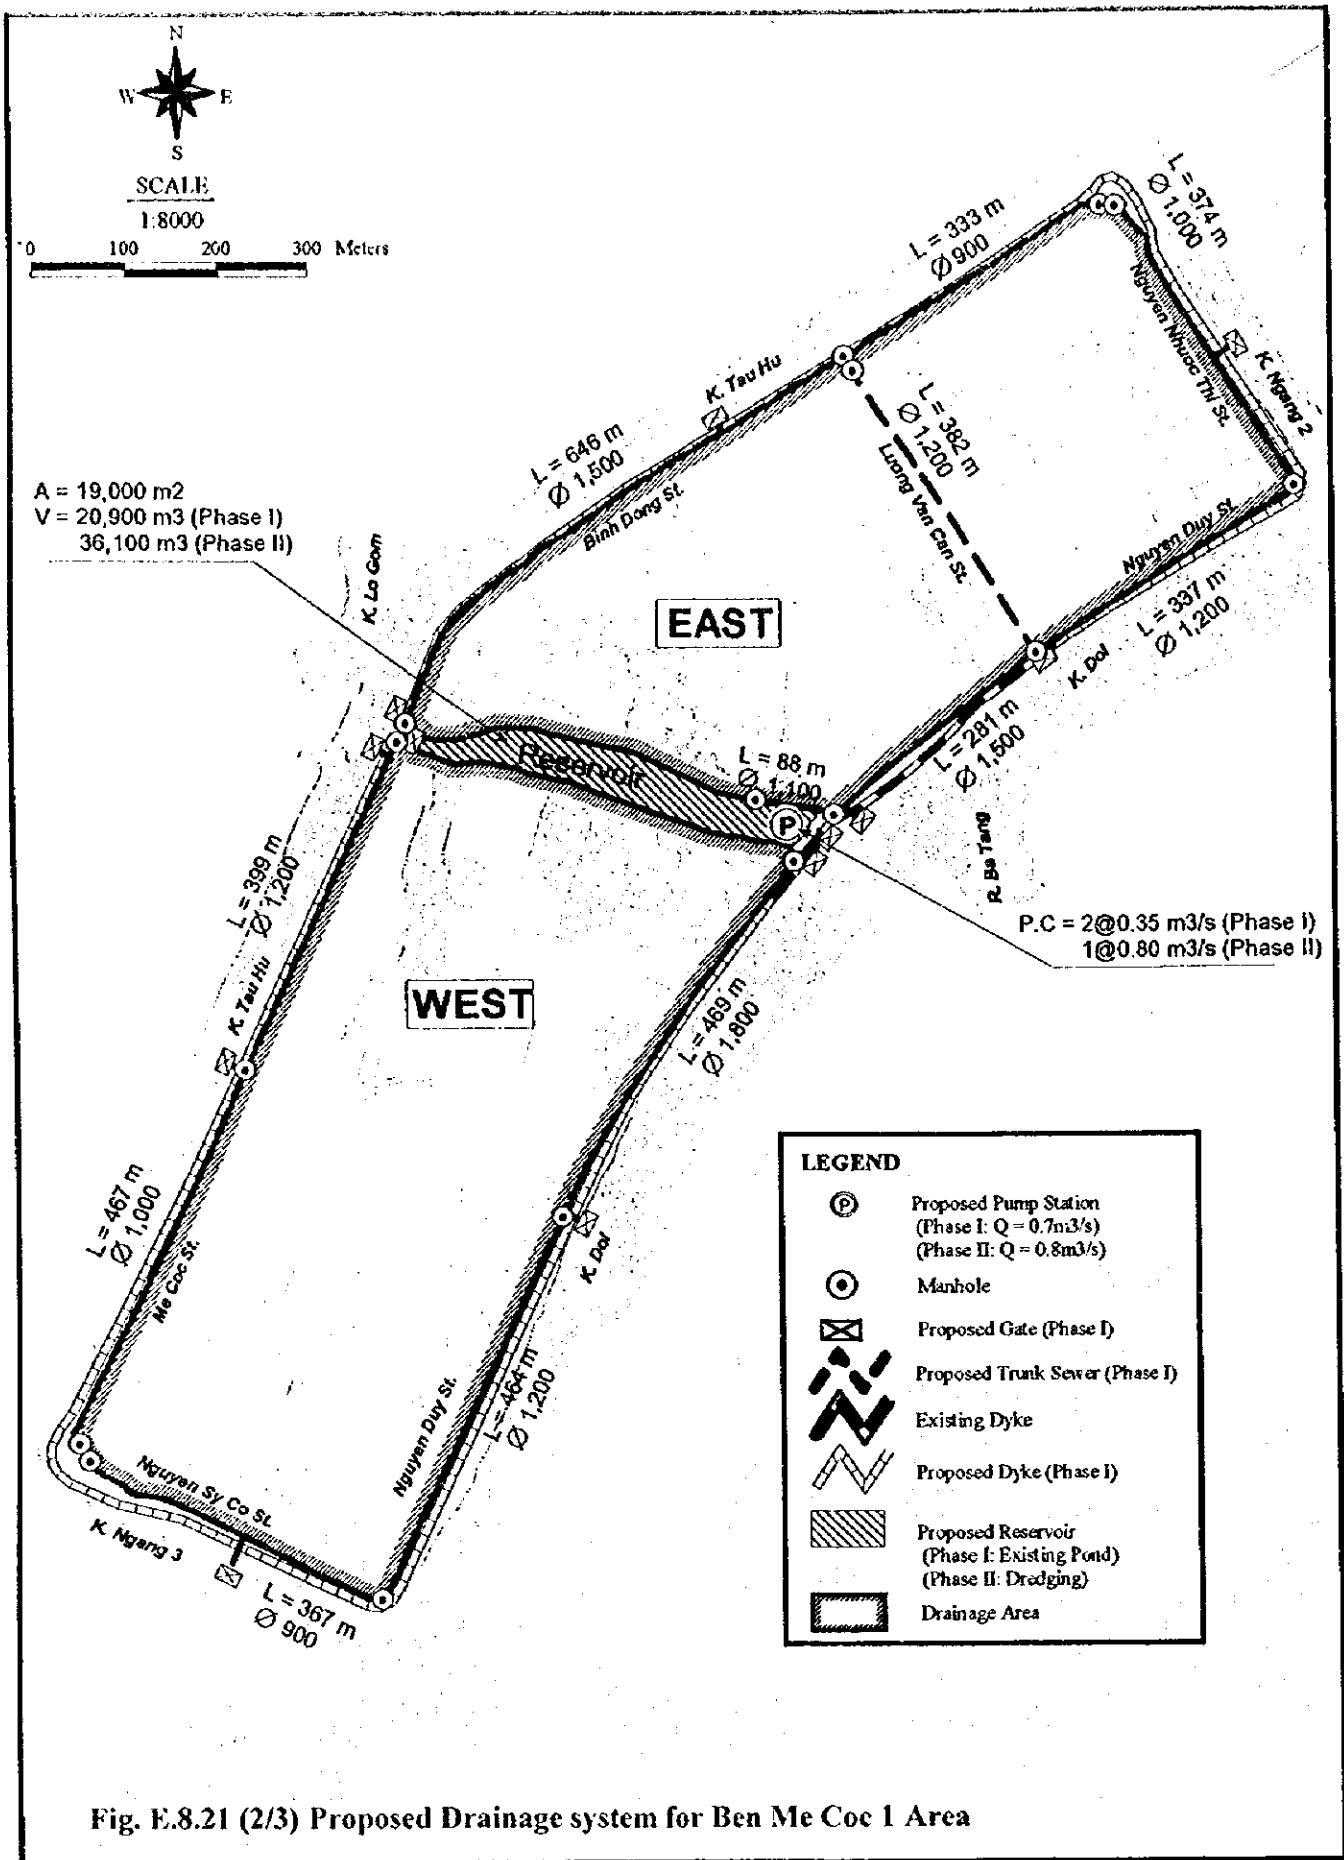 N
W E
S
SCALE
1:8000
0 100 200 300 Meters
L = 374 m
Ø 1,000
L = 333 m
Ø 900
Nguyen Nhuoc Thi St.
K. Ngang 2
K. Tau Hu
L = 382 m
Ø 1,200
Luong Van Can St.
L = 646 m
Ø 1,500
Binh Dong St.
A = 19,000 m2
V = 20,900 m3 (Phase I)
36,100 m3 (Phase II)
K. Lo Gom
Nguyen Duy St.
L = 337 m
Ø 1,200
EAST
K. Doi
L = 281 m
Ø 1,500
Reservoir
L = 88 m
Ø 1,100
P
R. Ba Tang
L = 399 m
Ø 1,200
P.C = 2@0.35 m3/s (Phase I)
1@0.80 m3/s (Phase II)
K. Tau Hu
WEST
L = 469 m
Ø 1,800
L = 467 m
Ø 1,000
Me Coc St.
K. Doi
Nguyen Duy St.
L = 464 m
Ø 1,200
Nguyen Sy Co St.
K. Ngang 3
L = 367 m
Ø 900
LEGEND
P Proposed Pump Station
(Phase I: Q = 0.7m3/s)
(Phase II: Q = 0.8m3/s)
Manhole
Proposed Gate (Phase I)
Proposed Trunk Sewer (Phase I)
Existing Dyke
Proposed Dyke (Phase I)
Proposed Reservoir
(Phase I: Existing Pond)
(Phase II: Dredging)
Drainage Area
Fig. E.8.21 (2/3) Proposed Drainage system for Ben Me Coc 1 Area